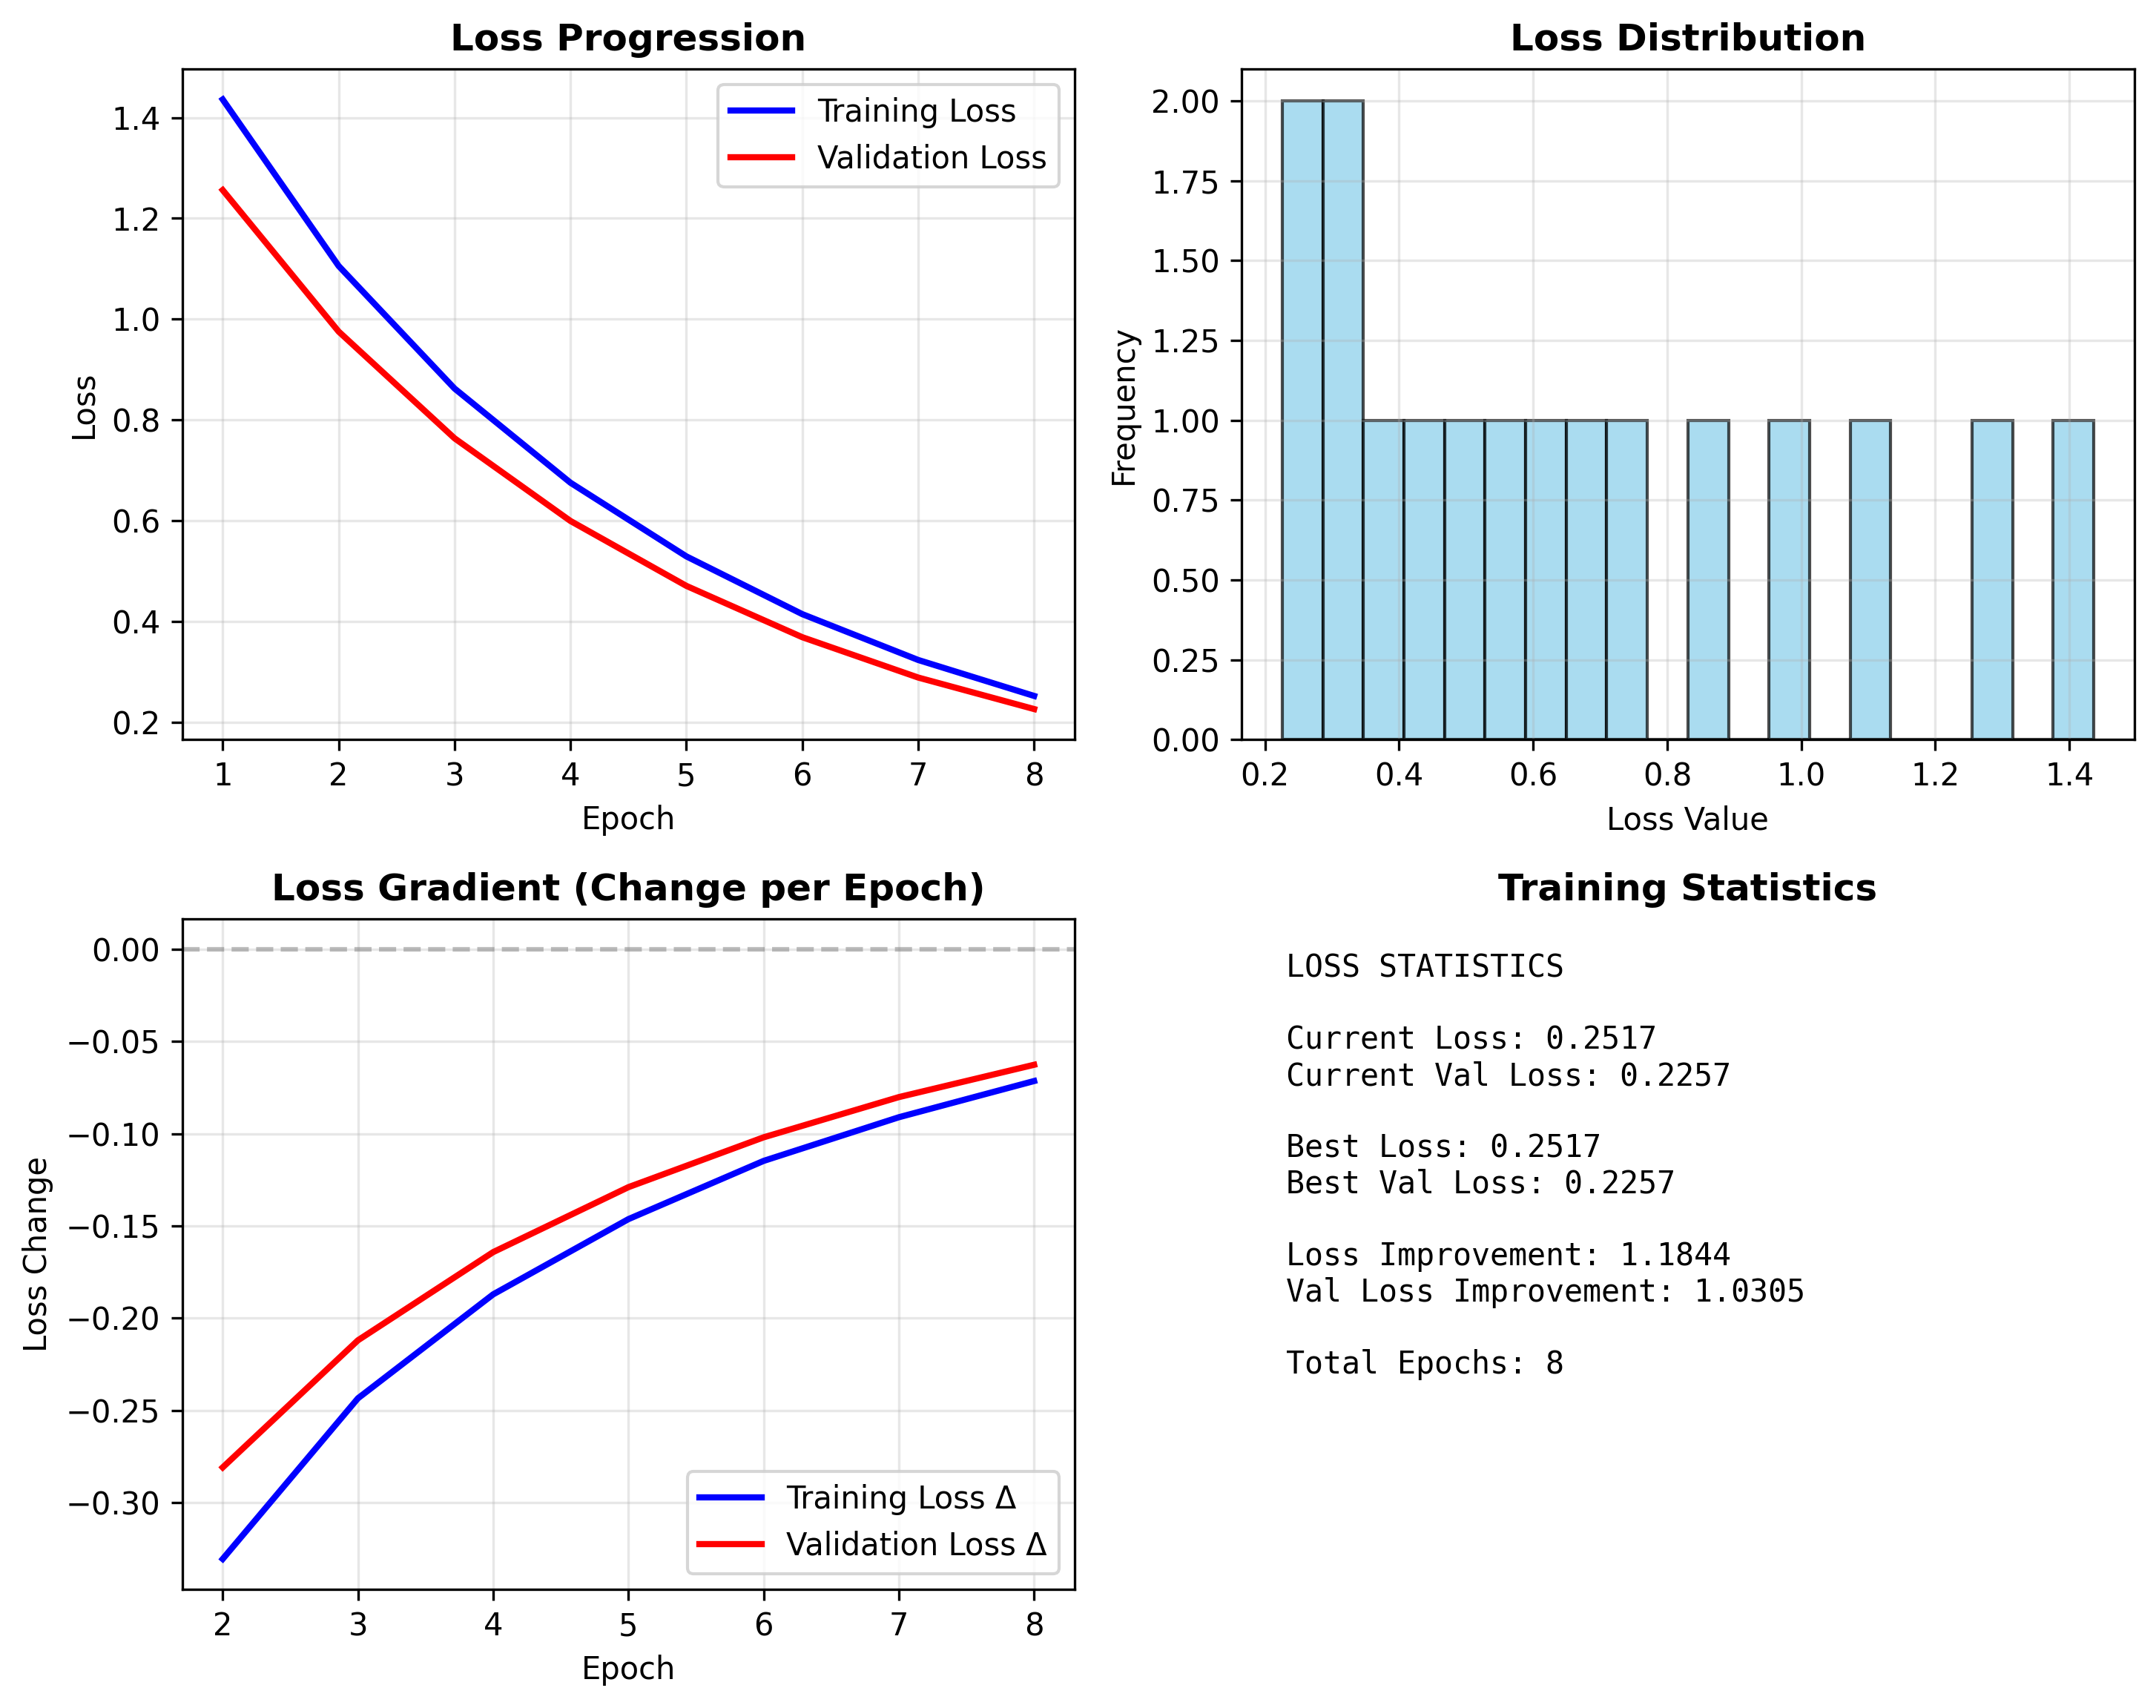 Loss Progression
1.4
1.2
1.0
0.8
0.6
0.4
0.2
Loss
Training Loss
Validation Loss
1 2 3 4 5 6 7 8
Epoch
Loss Distribution
2.00
1.75
1.50
1.25
1.00
0.75
0.50
0.25
0.00
Frequency
0.2 0.4 0.6 0.8 1.0 1.2 1.4
Loss Value
Loss Gradient (Change per Epoch)
0.00
−0.05
−0.10
−0.15
−0.20
−0.25
−0.30
Loss Change
Training Loss Δ
Validation Loss Δ
2 3 4 5 6 7 8
Epoch
Training Statistics
LOSS STATISTICS
Current Loss: 0.2517
Current Val Loss: 0.2257
Best Loss: 0.2517
Best Val Loss: 0.2257
Loss Improvement: 1.1844
Val Loss Improvement: 1.0305
Total Epochs: 8